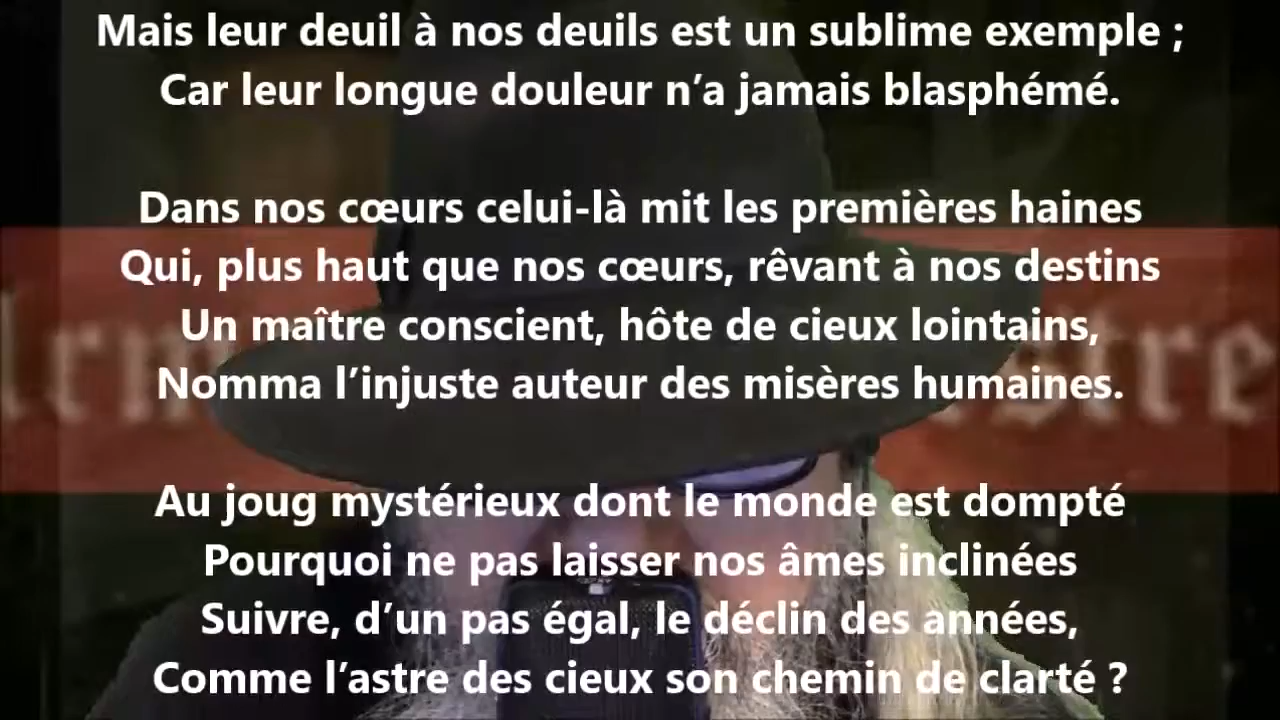 Mais leur deuil à nos deuils est un sublime exemple ;
Car leur longue douleur n’a jamais blasphémé.
Dans nos cœurs celui-là mit les premières haines
Qui, plus haut que nos cœurs, rêvant à nos destins
Un maître conscient, hôte de cieux lointains,
Nomma l’injuste auteur des misères humaines.
Au joug mystérieux dont le monde est dompté
Pourquoi ne pas laisser nos âmes inclinées
Suivre, d’un pas égal, le déclin des années,
Comme l’astre des cieux son chemin de clarté ?